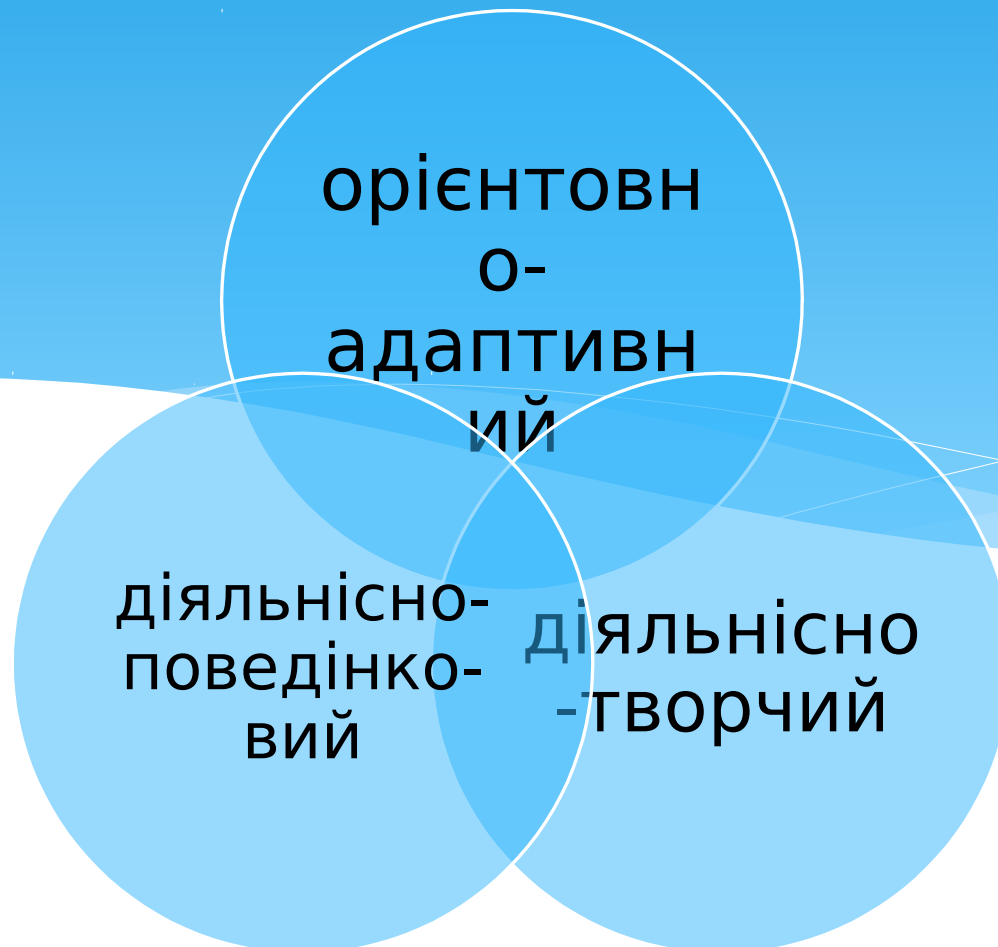 орієнтовн
о-
адаптивн
ий
діяльнісно-
поведінко-
вий
діяльнісно
-творчий